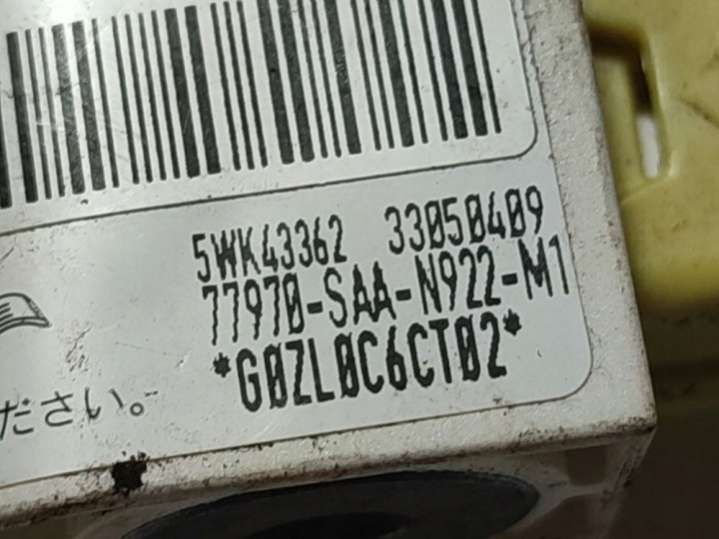 5WK43362 33050409
77970-SAA-N922-M1
*G0ZL0C6CT02*
ださい。